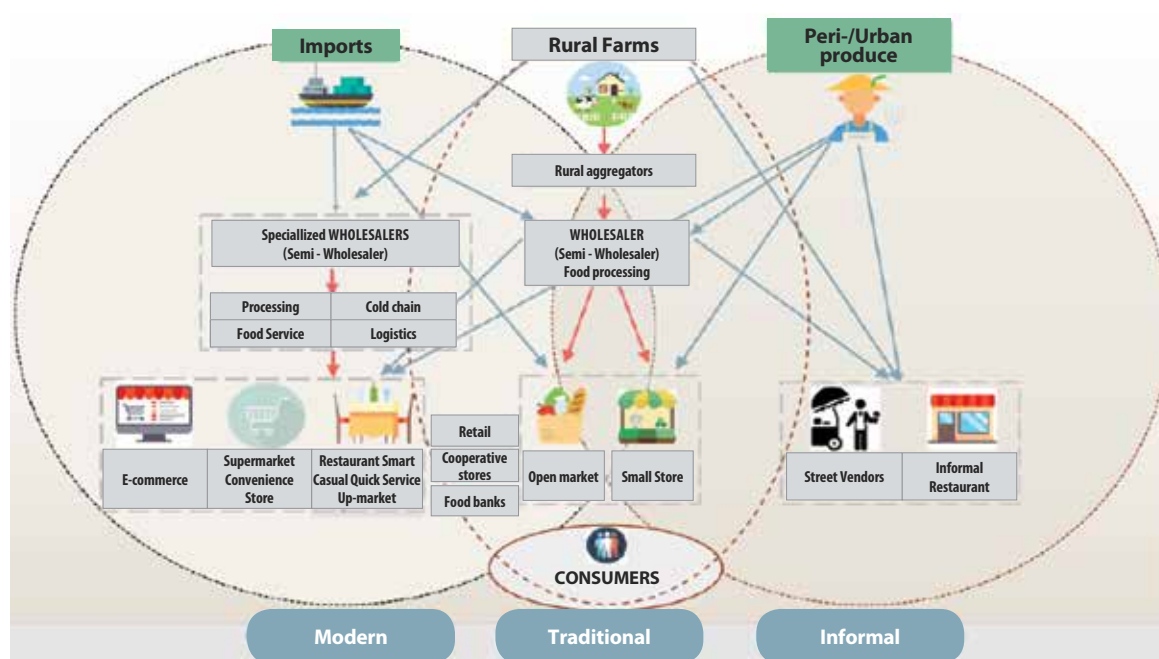 Imports
Rural Farms
Peri-/Urban
produce
Rural aggregators
Speciallized WHOLESALERS
(Semi - Wholesaler)
WHOLESALER
(Semi - Wholesaler)
Food processing
Processing
Cold chain
Food Service
Logistics
E-commerce
Supermarket
Convenience
Store
Restaurant Smart
Casual Quick Service
Up-market
Retail
Cooperative
stores
Food banks
Open market
Small Store
Street Vendors
Informal
Restaurant
CONSUMERS
Modern
Traditional
Informal